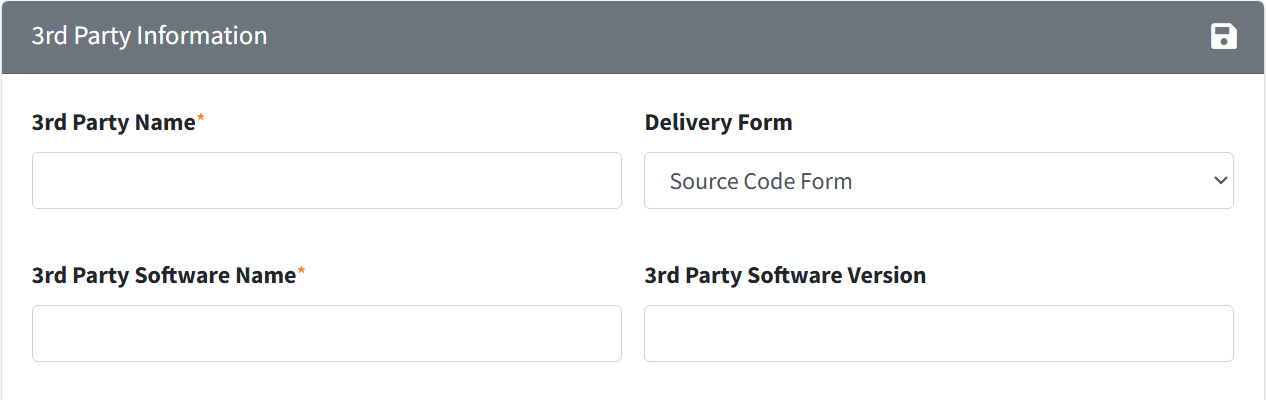 3rd Party Information
3rd Party Name*
Delivery Form
Source Code Form
3rd Party Software Name*
3rd Party Software Version